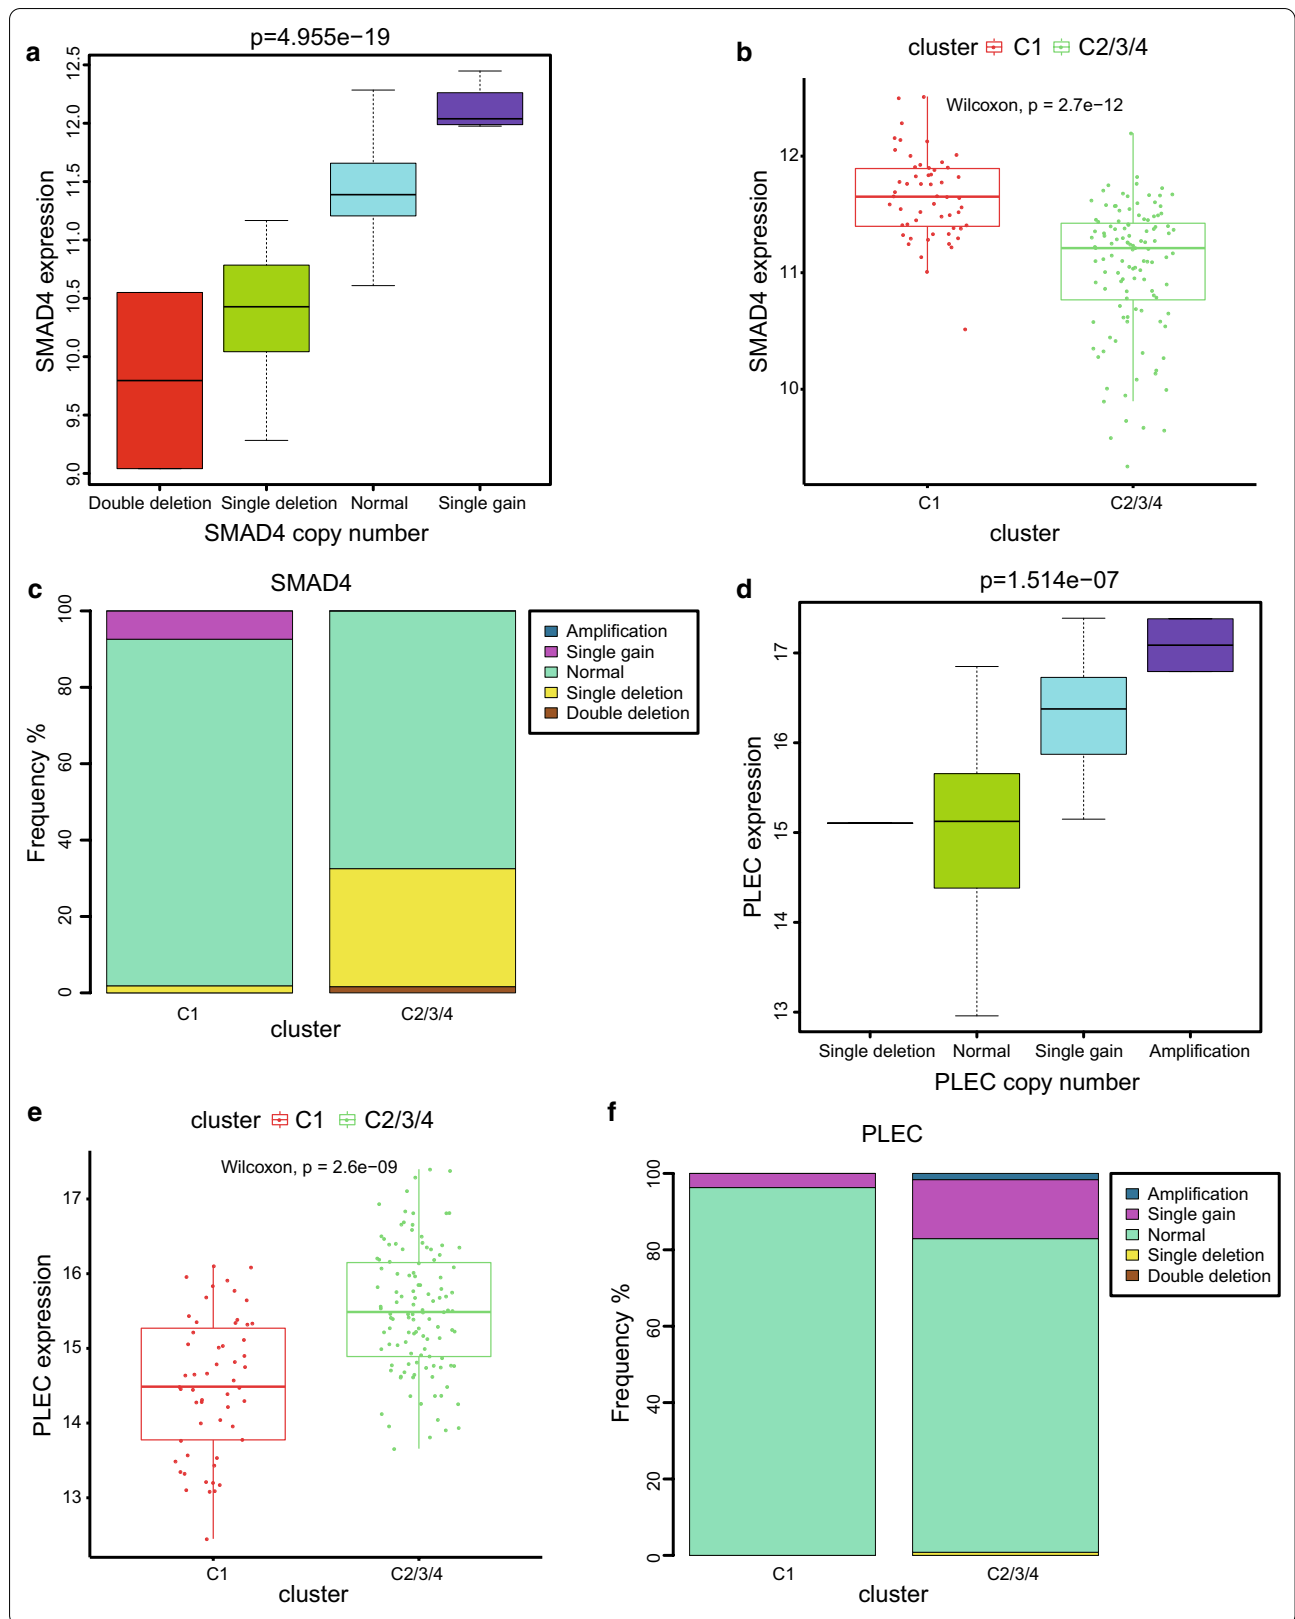 a
p=4.955e−19
12.5
12.0
11.5
11.0
10.5
10.0
9.5
9.0
SMAD4 expression
Double deletion Single deletion Normal Single gain
SMAD4 copy number
b
cluster C1 C2/3/4
Wilcoxon, p = 2.7e−12
12
11
10
SMAD4 expression
C1 C2/3/4
cluster
c
SMAD4
100
80
60
40
20
0
Frequency %
C1 C2/3/4
cluster
Amplification
Single gain
Normal
Single deletion
Double deletion
d
p=1.514e−07
17
16
15
14
13
PLEC expression
Single deletion Normal Single gain Amplification
PLEC copy number
e
cluster C1 C2/3/4
Wilcoxon, p = 2.6e−09
17
16
15
14
13
PLEC expression
C1 C2/3/4
cluster
f
PLEC
100
80
60
40
20
0
Frequency %
C1 C2/3/4
cluster
Amplification
Single gain
Normal
Single deletion
Double deletion